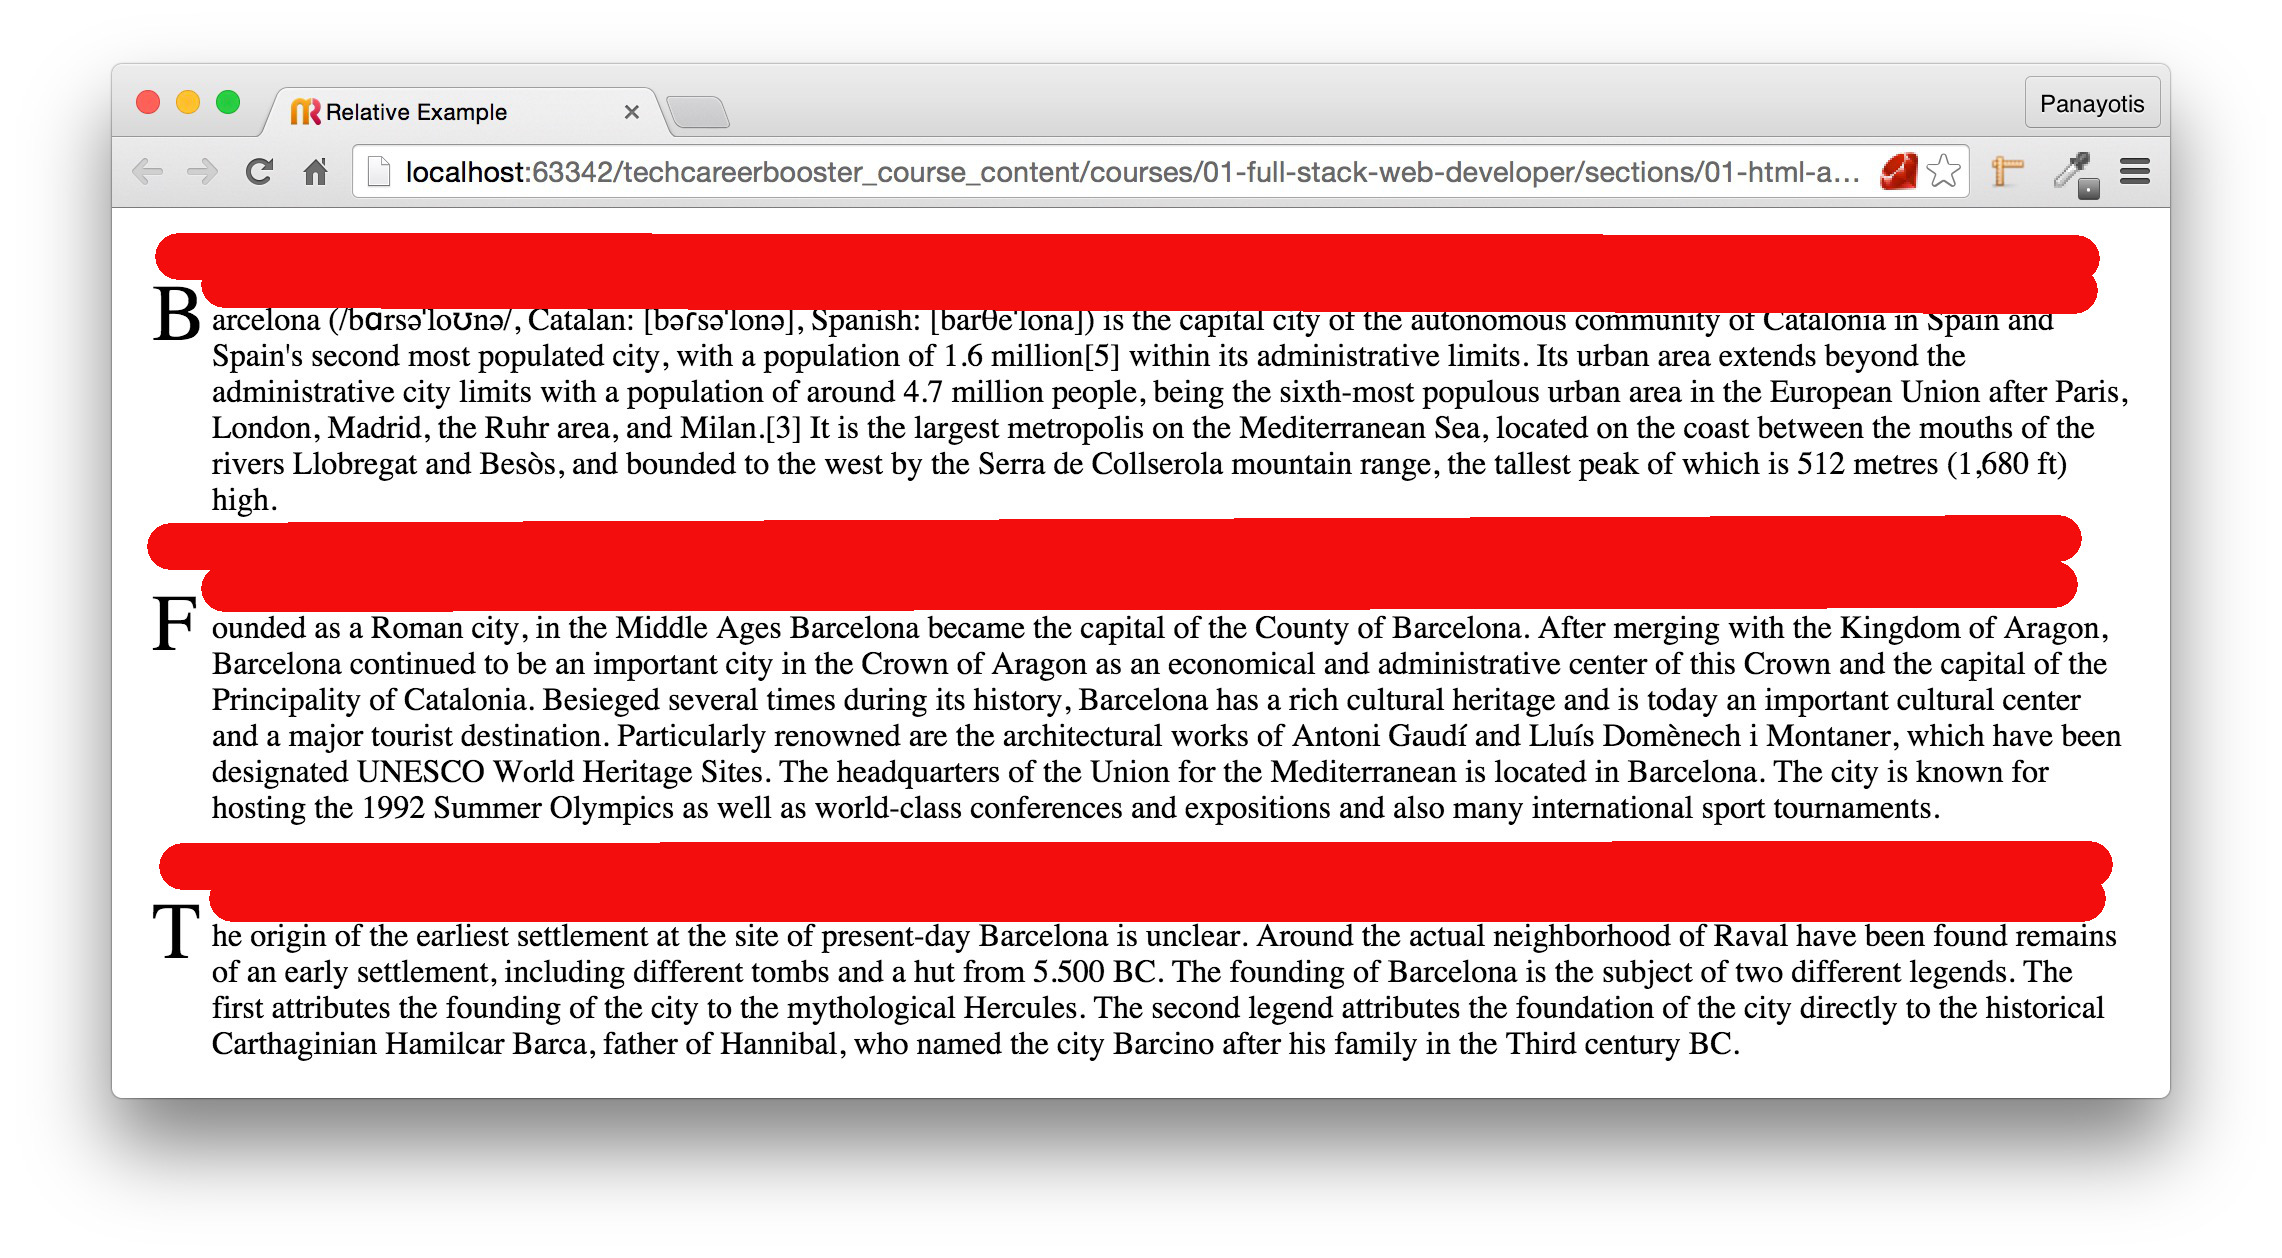 Relative Example
Panayotis
localhost:63342/techcareerbooster_course_content/courses/01-full-stack-web-developer/sections/01-html-a...
Barcelona (/bɑrsəˈloʊnə/, Catalan: [bərsəˈlonə], Spanish: [barθeˈlona]) is the capital city of the autonomous community of Catalonia in Spain and
Spain's second most populated city, with a population of 1.6 million[5] within its administrative limits. Its urban area extends beyond the
administrative city limits with a population of around 4.7 million people, being the sixth-most populous urban area in the European Union after Paris,
London, Madrid, the Ruhr area, and Milan.[3] It is the largest metropolis on the Mediterranean Sea, located on the coast between the mouths of the
rivers Llobregat and Besòs, and bounded to the west by the Serra de Collserola mountain range, the tallest peak of which is 512 metres (1,680 ft)
high.
Founded as a Roman city, in the Middle Ages Barcelona became the capital of the County of Barcelona. After merging with the Kingdom of Aragon,
Barcelona continued to be an important city in the Crown of Aragon as an economical and administrative center of this Crown and the capital of the
Principality of Catalonia. Besieged several times during its history, Barcelona has a rich cultural heritage and is today an important cultural center
and a major tourist destination. Particularly renowned are the architectural works of Antoni Gaudí and Lluís Domènech i Montaner, which have been
designated UNESCO World Heritage Sites. The headquarters of the Union for the Mediterranean is located in Barcelona. The city is known for
hosting the 1992 Summer Olympics as well as world-class conferences and expositions and also many international sport tournaments.
The origin of the earliest settlement at the site of present-day Barcelona is unclear. Around the actual neighborhood of Raval have been found remains
of an early settlement, including different tombs and a hut from 5.500 BC. The founding of Barcelona is the subject of two different legends. The
first attributes the founding of the city to the mythological Hercules. The second legend attributes the foundation of the city directly to the historical
Carthaginian Hamilcar Barca, father of Hannibal, who named the city Barcino after his family in the Third century BC.